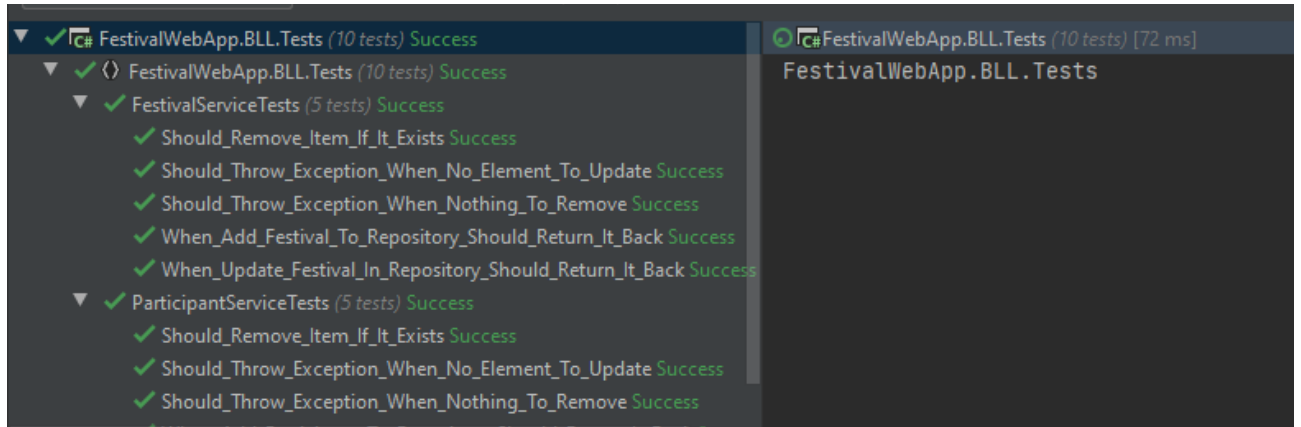 FestivalWebApp.BLL.Tests (10 tests) Success
FestivalWebApp.BLL.Tests (10 tests) Success
FestivalServiceTests (5 tests) Success
Should_Remove_Item_If_It_Exists Success
Should_Throw_Exception_When_No_Element_To_Update Success
Should_Throw_Exception_When_Nothing_To_Remove Success
When_Add_Festival_To_Repository_Should_Return_It_Back Success
When_Update_Festival_In_Repository_Should_Return_It_Back Success
ParticipantServiceTests (5 tests) Success
Should_Remove_Item_If_It_Exists Success
Should_Throw_Exception_When_No_Element_To_Update Success
Should_Throw_Exception_When_Nothing_To_Remove Success
C# FestivalWebApp.BLL.Tests (10 tests) [72 ms]
FestivalWebApp.BLL.Tests